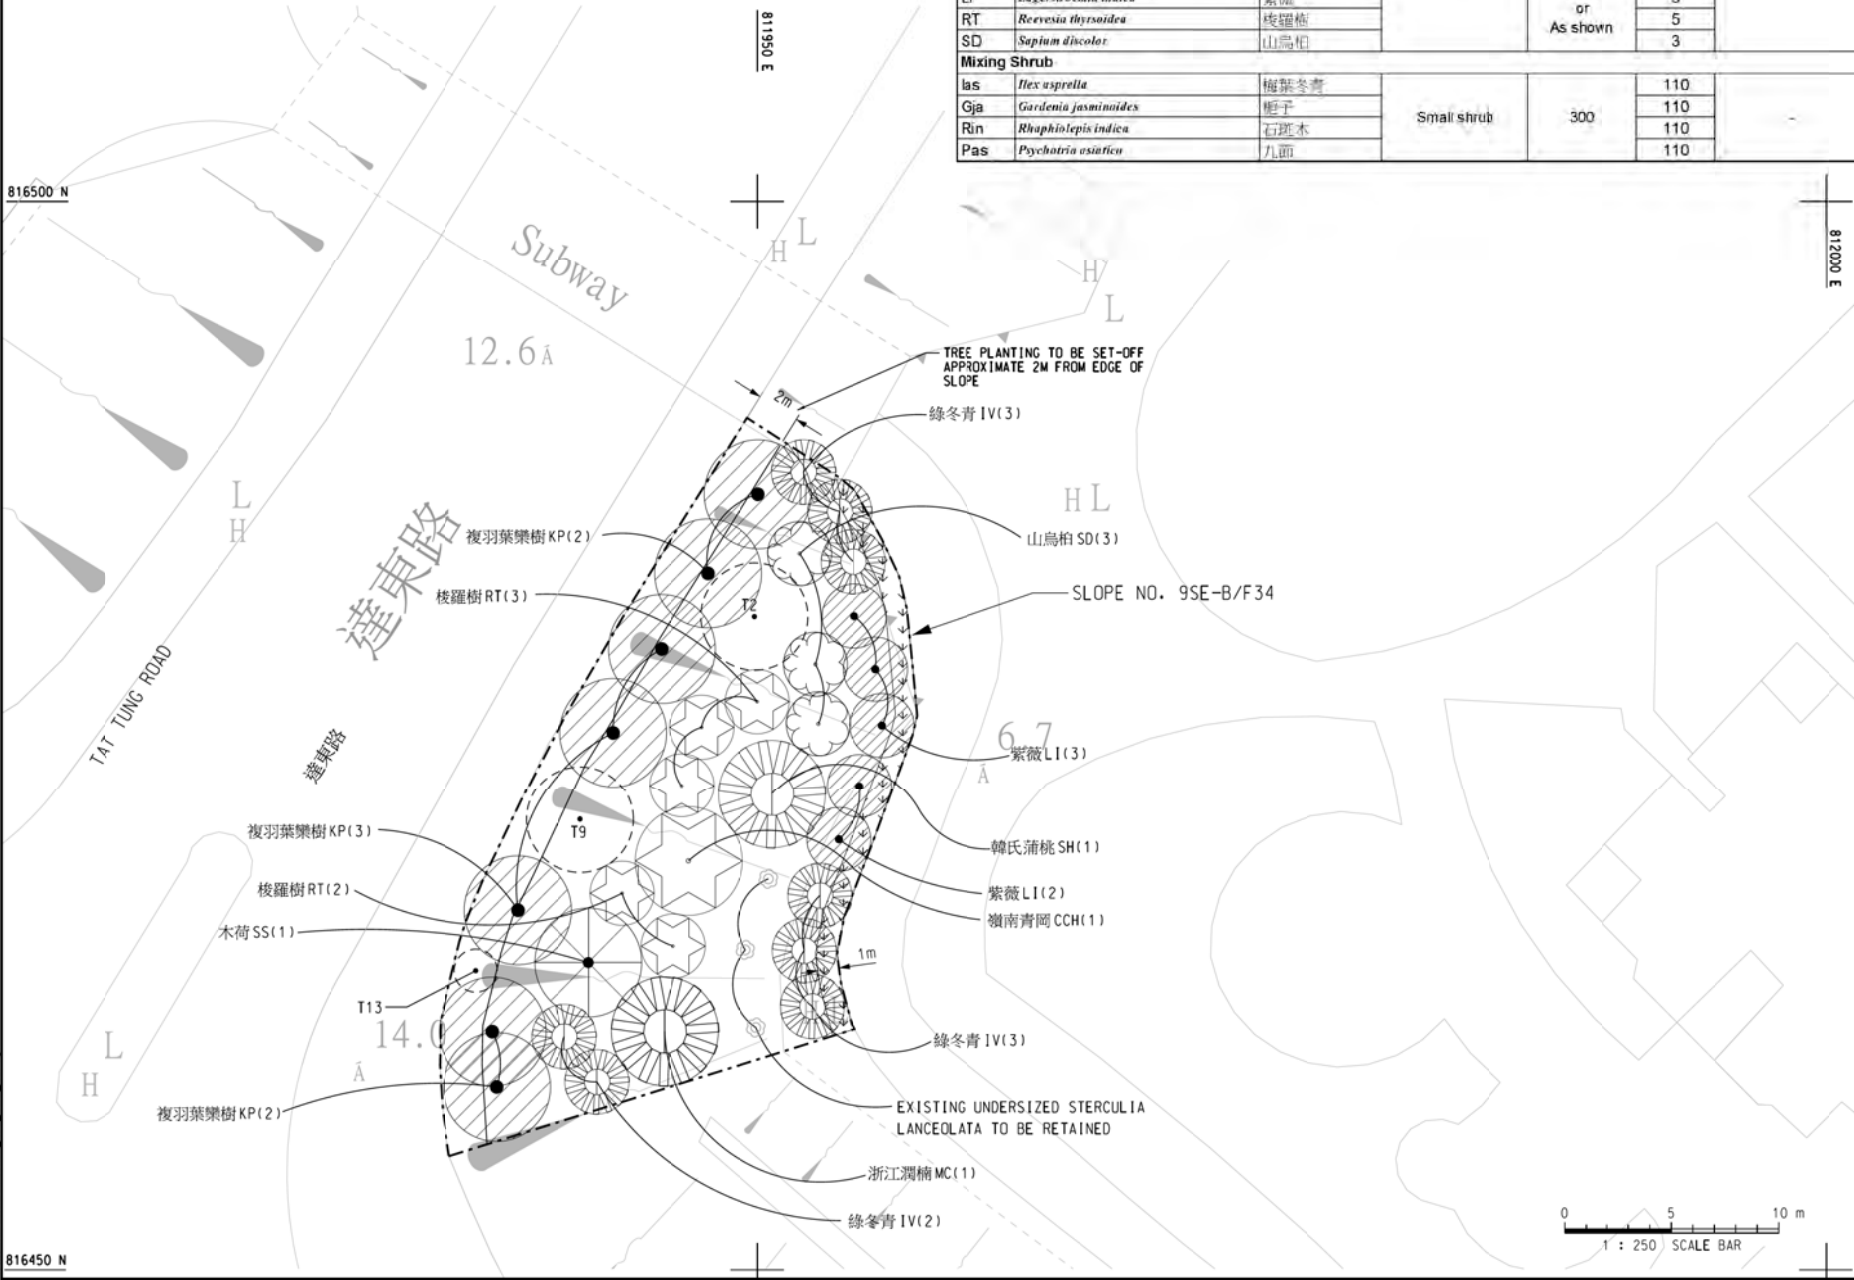 811950 E
or
As shown
RT Reevesia thyrsoidea 梭羅樹 5
SD Sapium discolor 山烏桕 3
Mixing Shrub
Ias Ilex asprella 梅葉冬青 110
Gja Gardenia jasminoides 梔子 110
Small shrub 300 -
Rin Rhaphiolepis indica 石斑木 110
Pas Psychotria asiatica 九節 110
816500 N
812000 E
Subway
H L
H
L
12.6
TREE PLANTING TO BE SET-OFF
APPROXIMATE 2M FROM EDGE OF
SLOPE
2m
綠冬青 IV(3)
L
H
H L
複羽葉欒樹 KP(2)
山烏桕 SD(3)
達東路
梭羅樹 RT(3)
T2
SLOPE NO. 9SE-B/F34
TAT TUNG ROAD
達東路
6.7
紫薇 LI(3)
T9
複羽葉欒樹 KP(3)
韓氏蒲桃 SH(1)
梭羅樹 RT(2)
紫薇 LI(2)
嶺南青岡 CCH(1)
木荷 SS(1)
1m
T13
14.0
L
H
綠冬青 IV(3)
複羽葉欒樹 KP(2)
EXISTING UNDERSIZED STERCULIA
LANCEOLATA TO BE RETAINED
浙江潤楠 MC(1)
綠冬青 IV(2)
0 5 10 m
1 : 250 SCALE BAR
816450 N